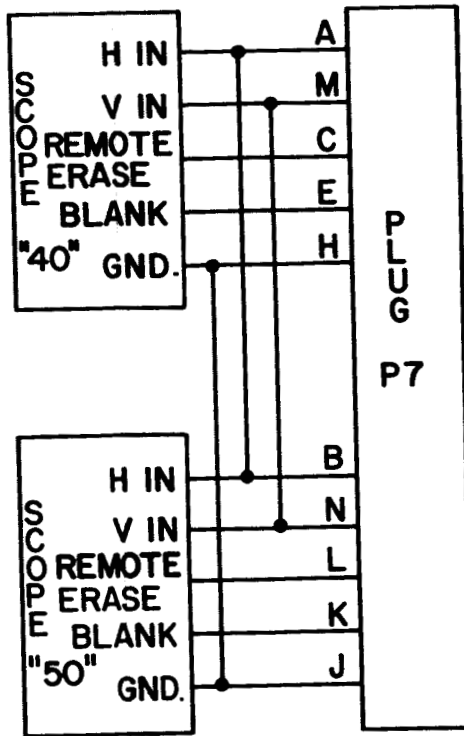 SCOPE
"40"
H IN
V IN
REMOTE
ERASE
BLANK
GND.
A
M
C
E
H
PLUG
P7
SCOPE
"50"
H IN
V IN
REMOTE
ERASE
BLANK
GND.
B
N
L
K
J